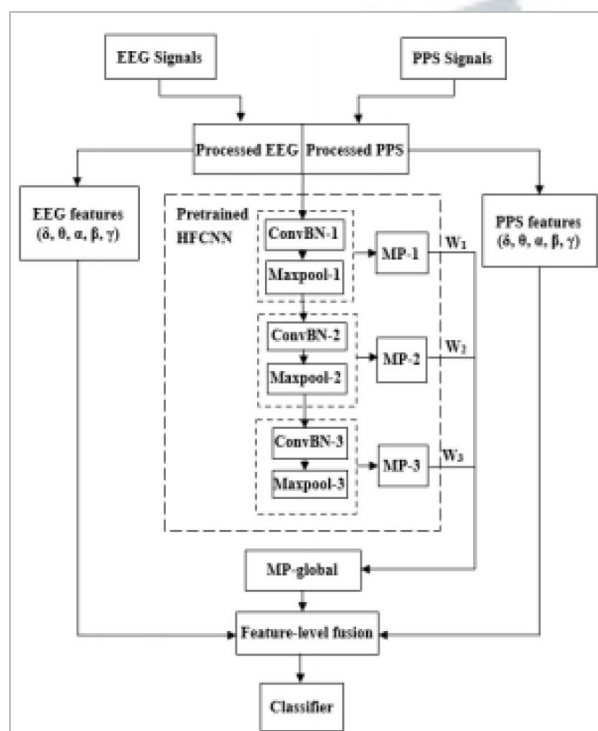 EEG Signals
PPS Signals
Processed EEG
Processed PPS
EEG features
(δ, θ, α, β, γ)
Pretrained
HFCNN
PPS features
(δ, θ, α, β, γ)
ConvBN-1
Maxpool-1
MP-1
W₁
ConvBN-2
Maxpool-2
MP-2
W₂
ConvBN-3
Maxpool-3
MP-3
W₃
MP-global
Feature-level fusion
Classifier